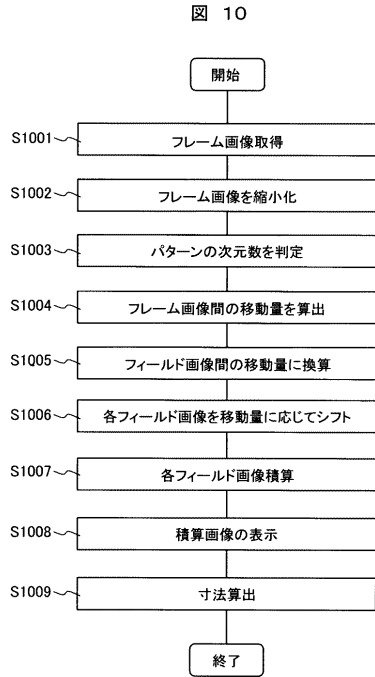 図 10
開始
S1001 フレーム画像取得
S1002 フレーム画像を縮小化
S1003 パターンの次元数を判定
S1004 フレーム画像間の移動量を算出
S1005 フィールド画像間の移動量に換算
S1006 各フィールド画像を移動量に応じてシフト
S1007 各フィールド画像積算
S1008 積算画像の表示
S1009 寸法算出
終了